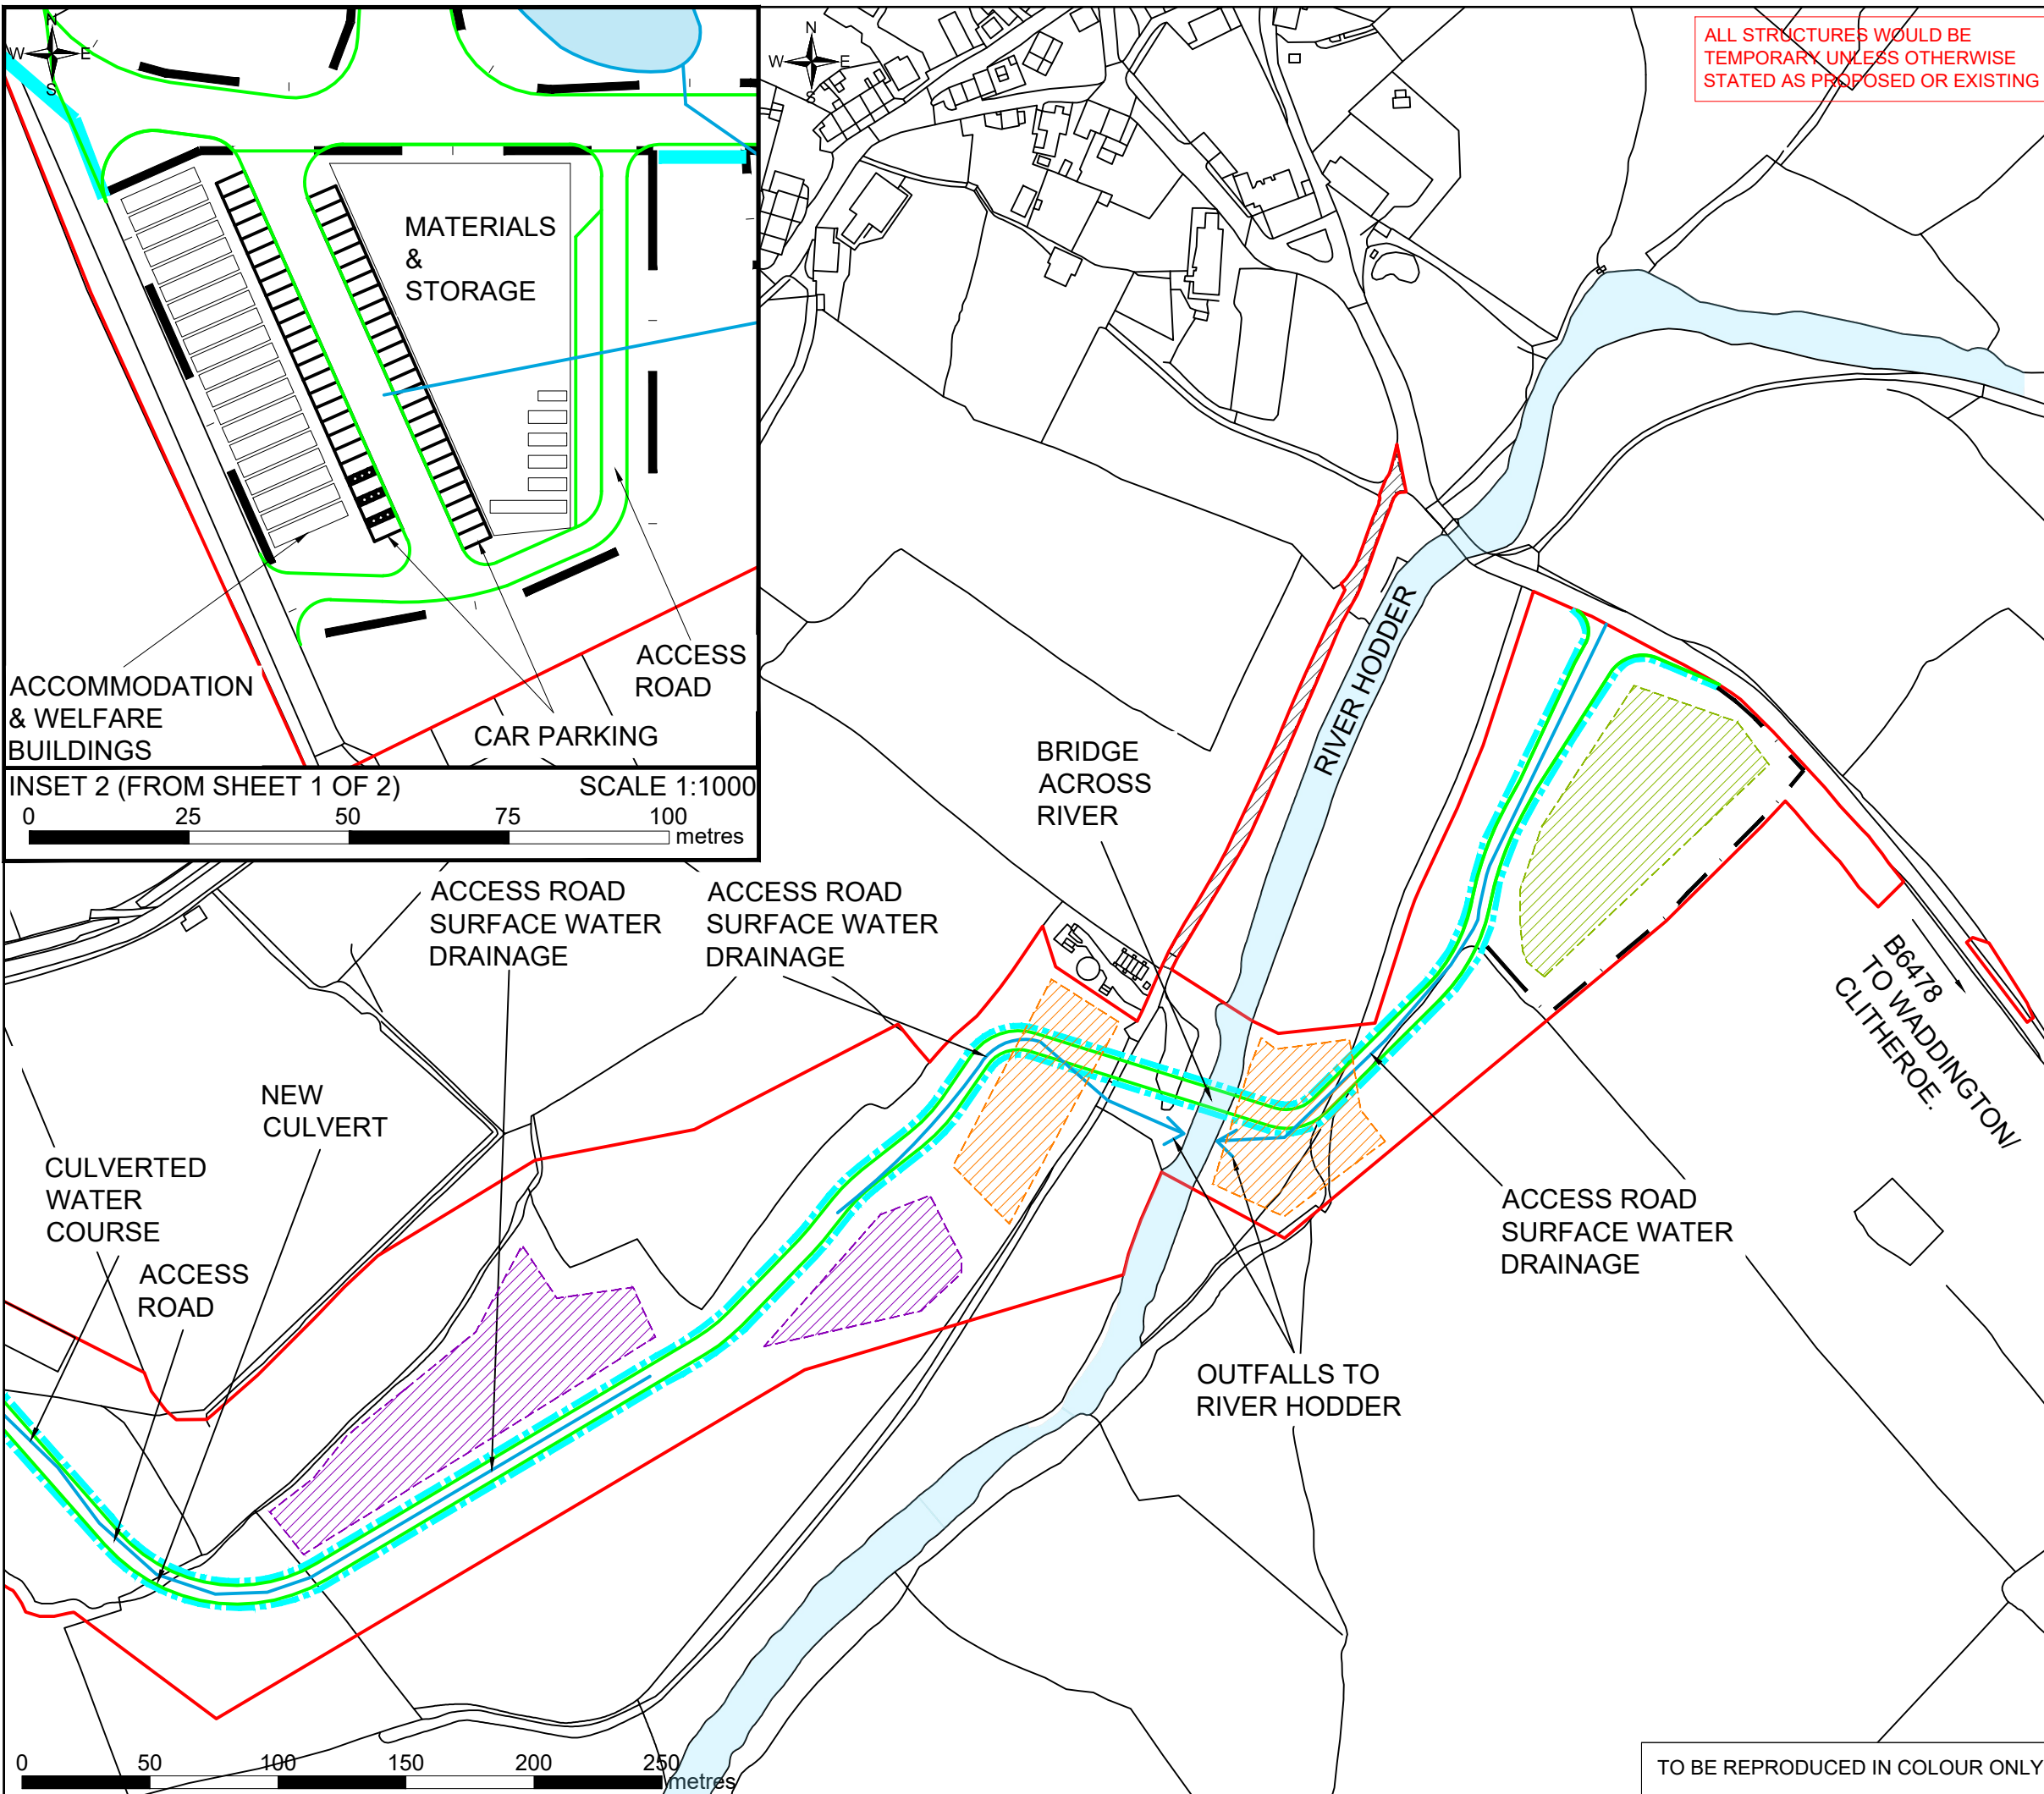 N
W
E
S
MATERIALS
&
STORAGE
ACCOMMODATION
& WELFARE
BUILDINGS
CAR PARKING
ACCESS
ROAD
INSET 2 (FROM SHEET 1 OF 2)
SCALE 1:1000
0 25 50 75 100
metres
N
W
E
S
ALL STRUCTURES WOULD BE
TEMPORARY UNLESS OTHERWISE
STATED AS PROPOSED OR EXISTING
RIVER HODDER
BRIDGE
ACROSS
RIVER
ACCESS ROAD
SURFACE WATER
DRAINAGE
ACCESS ROAD
SURFACE WATER
DRAINAGE
B6478
TO WADDINGTON/
CLITHEROE.
NEW
CULVERT
CULVERTED
WATER
COURSE
ACCESS
ROAD
ACCESS ROAD
SURFACE WATER
DRAINAGE
OUTFALLS TO
RIVER HODDER
0 50 100 150 200 250
metres
TO BE REPRODUCED IN COLOUR ONLY